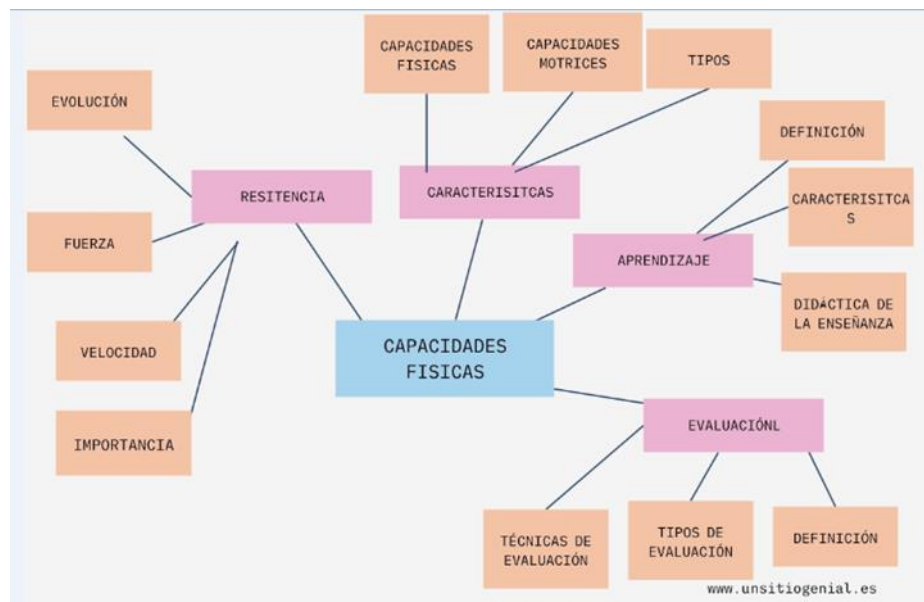 CAPACIDADES
FISICAS
CAPACIDADES
MOTRICES
TIPOS
EVOLUCIÓN
DEFINICIÓN
RESITENCIA
CARACTERISITCAS
CARACTERISITCA
S
FUERZA
APRENDIZAJE
DIDÁCTICA DE
LA ENSEÑANZA
VELOCIDAD
CAPACIDADES
FISICAS
IMPORTANCIA
EVALUACIÓNL
TÉCNICAS DE
EVALUACIÓN
TIPOS DE
EVALUACIÓN
DEFINICIÓN
www.unsitiogenial.es